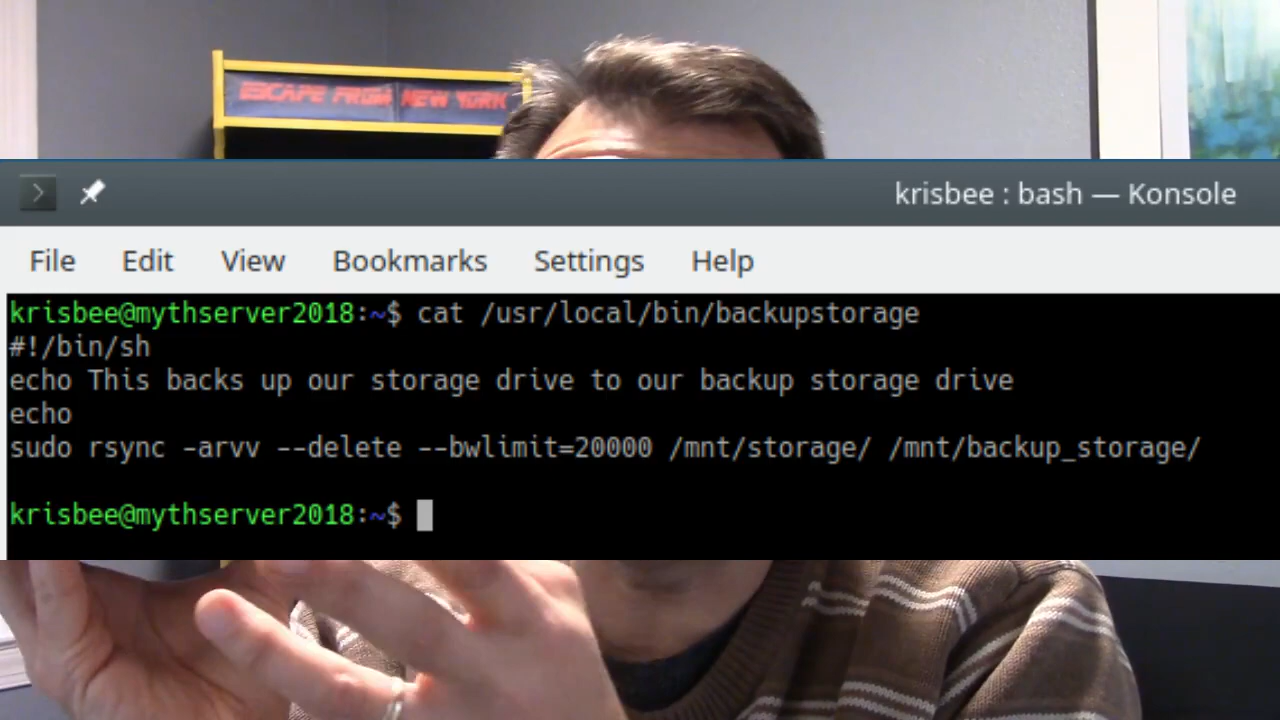 ESCAPE FROM NEW YORK
krisbee : bash — Konsole
File Edit View Bookmarks Settings Help
krisbee@mythserver2018:~$ cat /usr/local/bin/backupstorage
#!/bin/sh
echo This backs up our storage drive to our backup storage drive
echo
sudo rsync -arvv --delete --bwlimit=20000 /mnt/storage/ /mnt/backup_storage/
krisbee@mythserver2018:~$